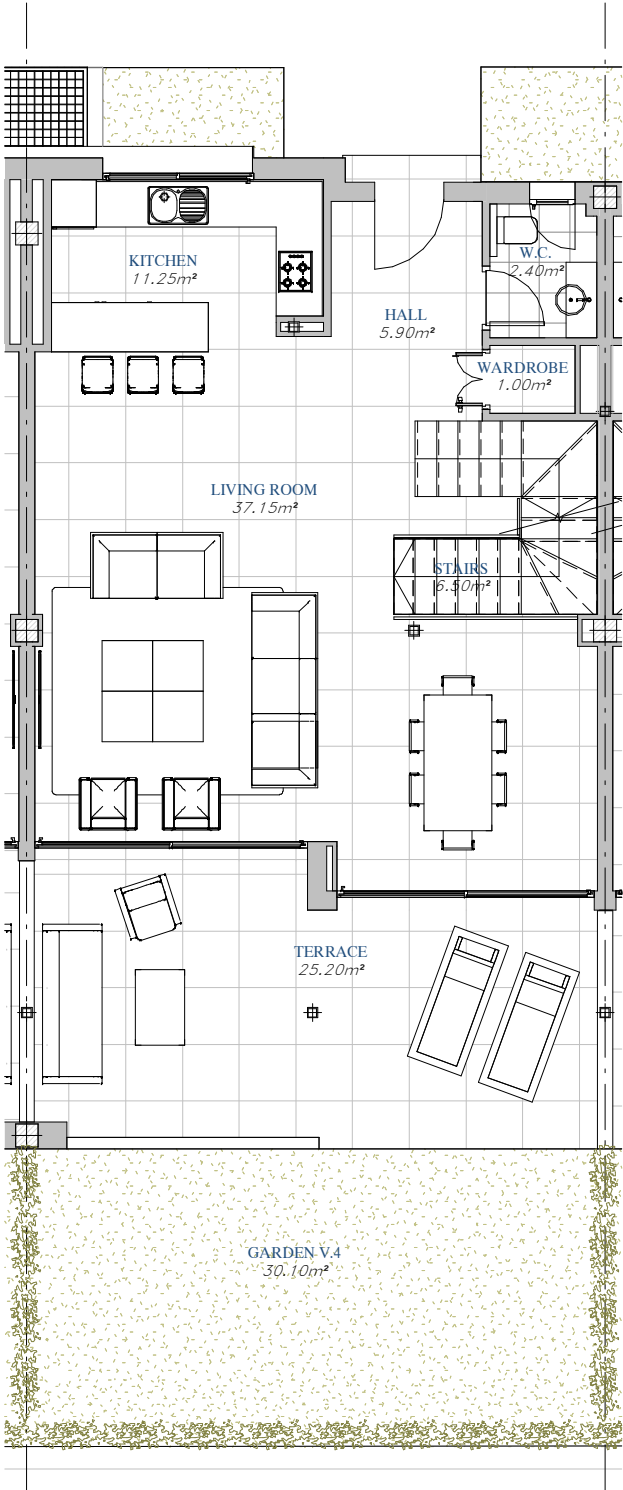 KITCHEN
11.25m²
W.C.
2.40m²
HALL
5.90m²
WARDROBE
1.00m²
LIVING ROOM
37.15m²
STAIRS
6.50m²
TERRACE
25.20m²
GARDEN V.4
30.10m²